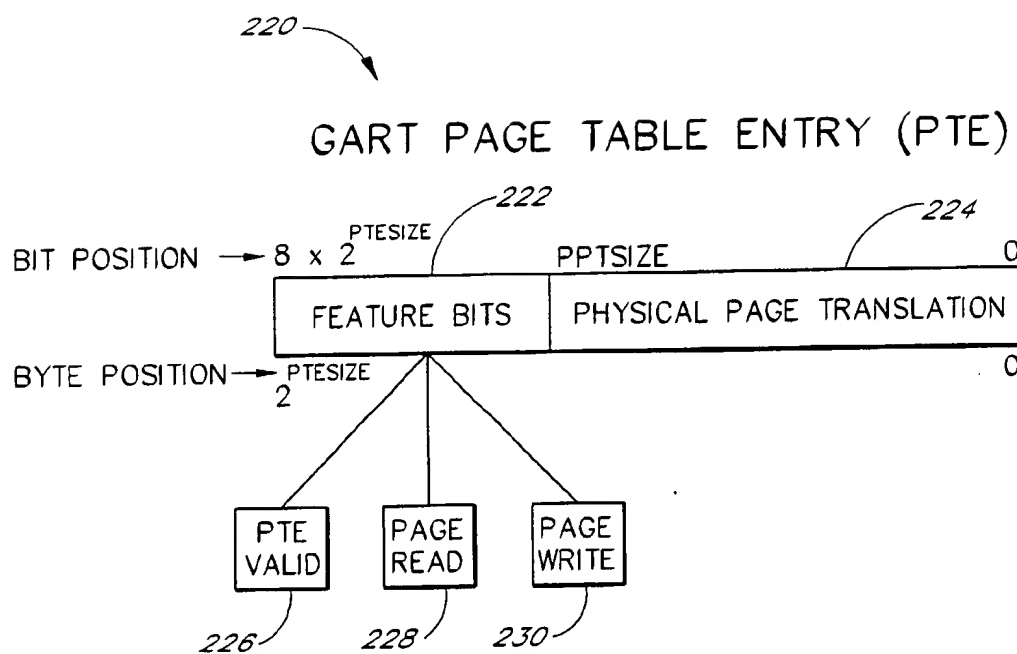 220
GART PAGE TABLE ENTRY (PTE)
222
224
BIT POSITION → 8 x 2^PTESIZE PPTSIZE 0
FEATURE BITS PHYSICAL PAGE TRANSLATION
BYTE POSITION → 2^PTESIZE 0
PTE VALID
PAGE READ
PAGE WRITE
226
228
230